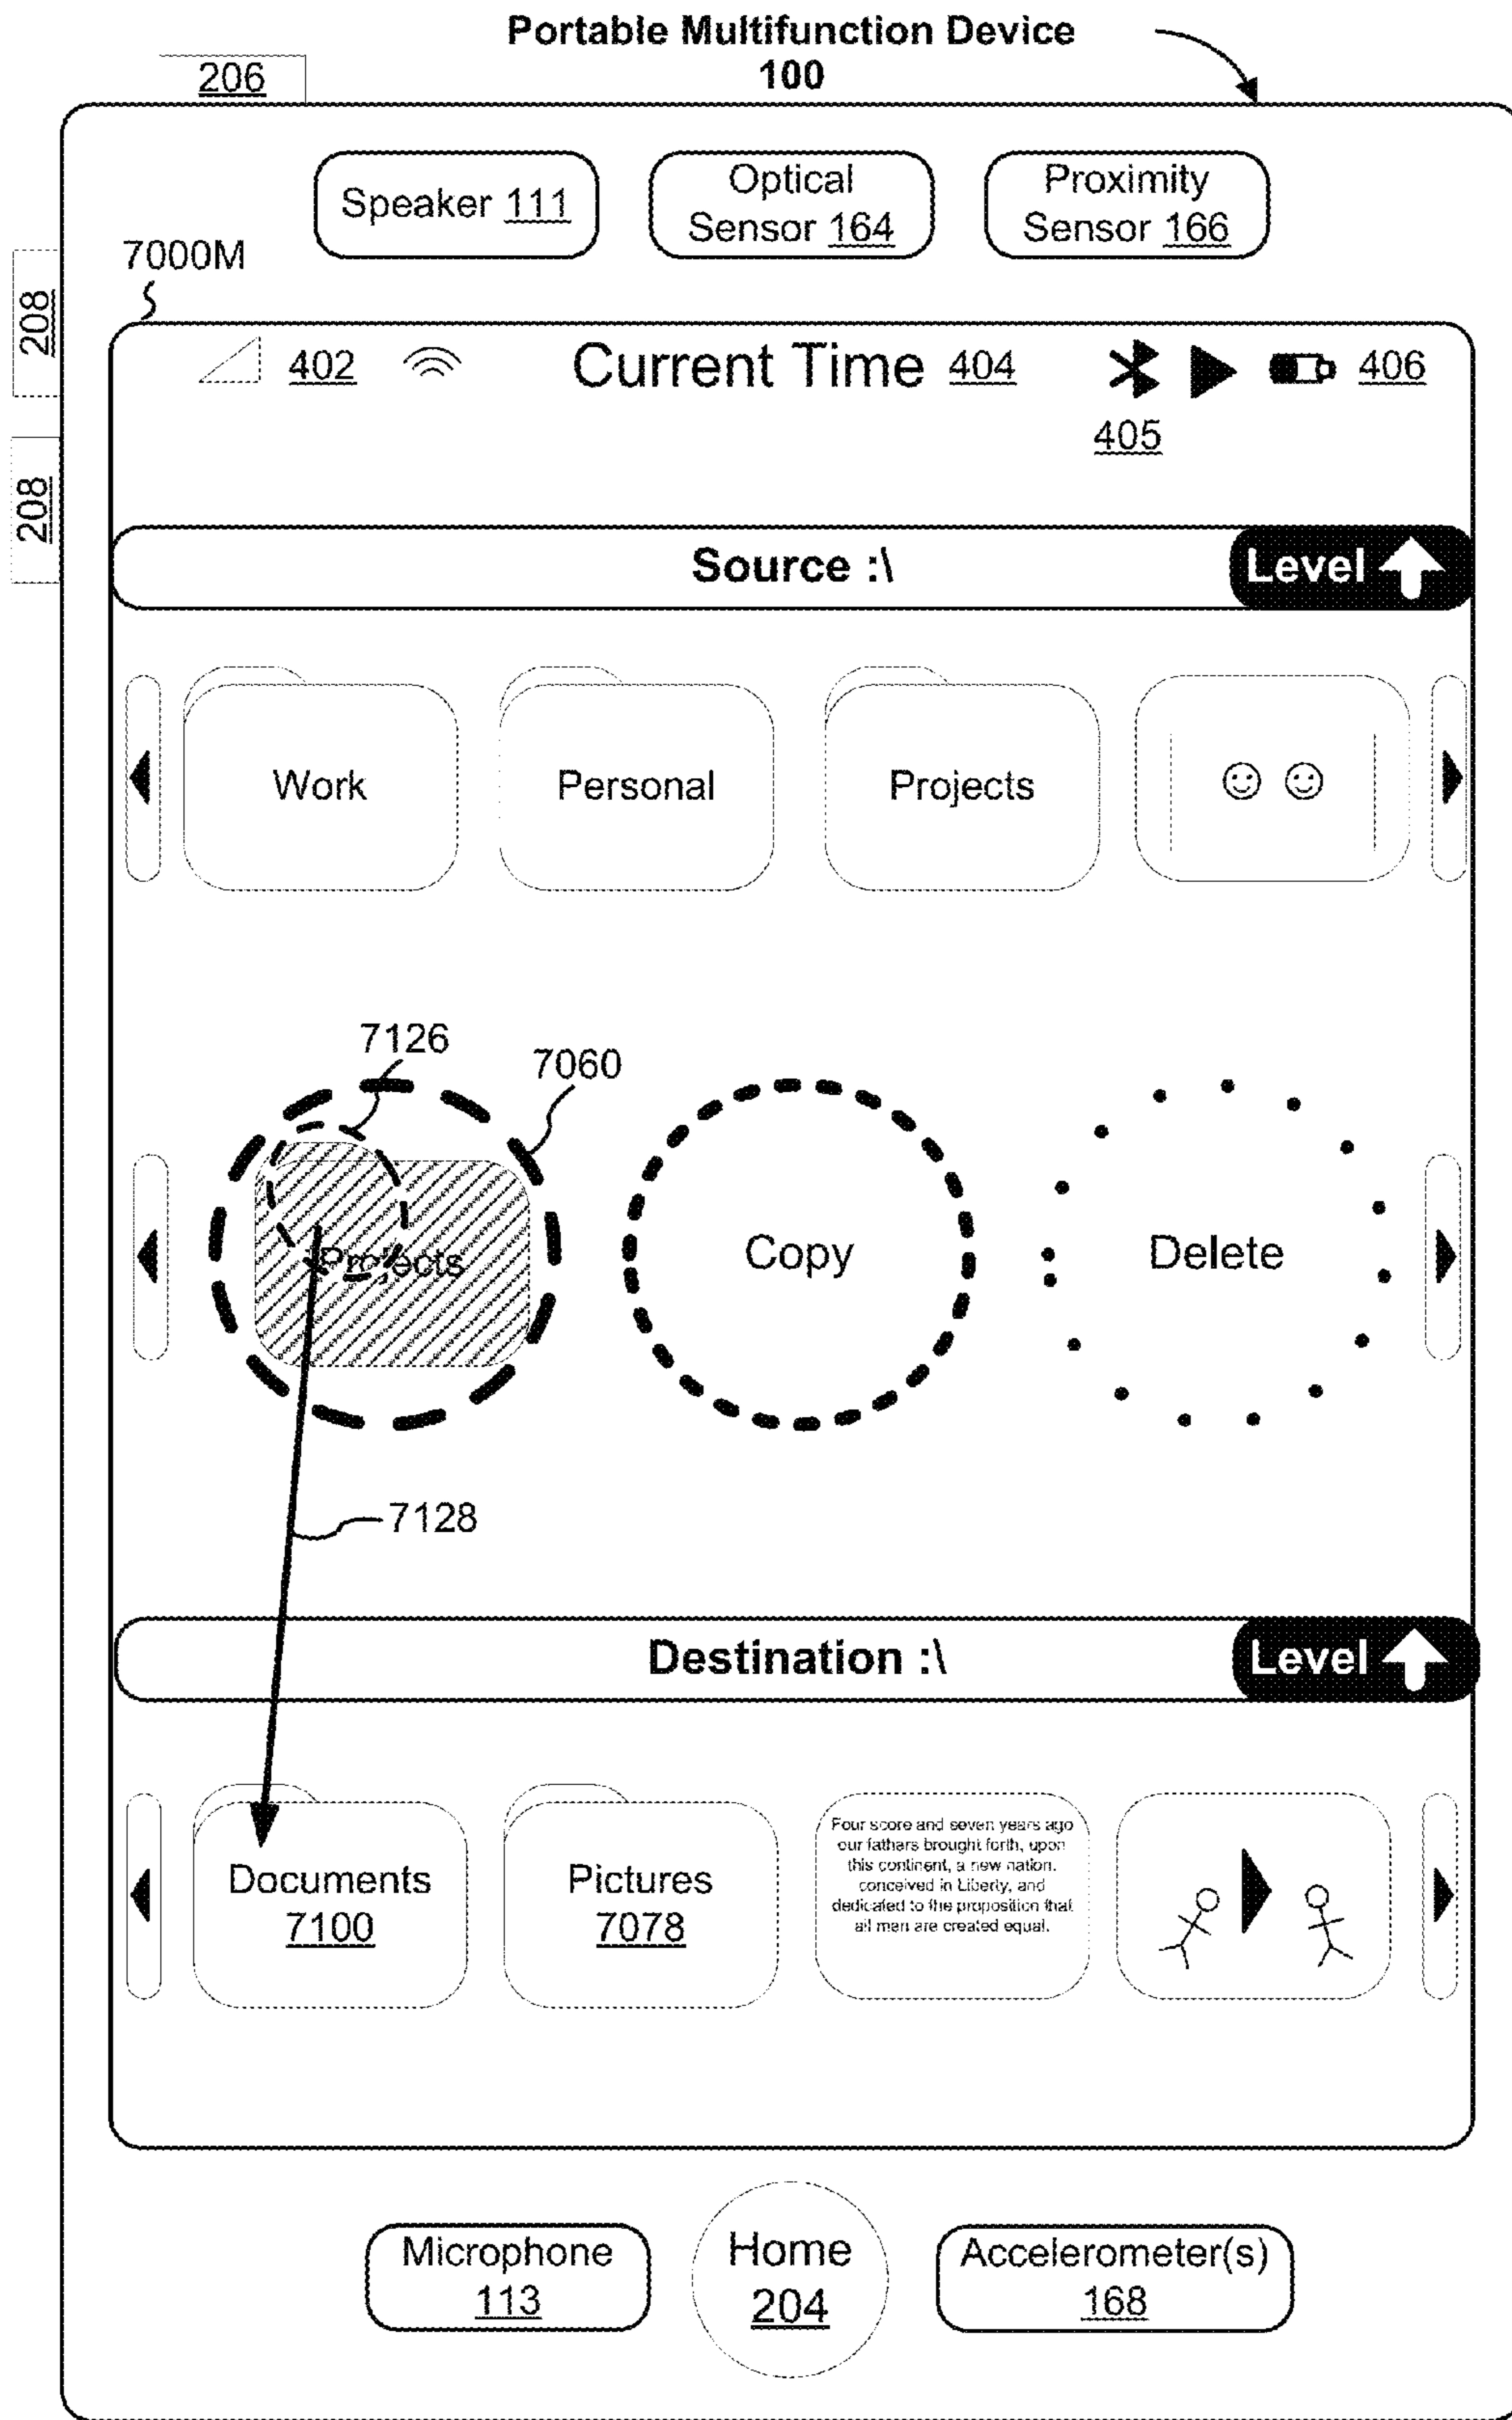 Portable Multifunction Device
100
206
Speaker 111
Optical
Sensor 164
Proximity
Sensor 166
7000M
208
208
402
Current Time 404
406
405
Source :\
Level
Work
Personal
Projects
7126
7060
Projects
Copy
Delete
7128
Destination :\
Level
Documents
7100
Pictures
7078
Four score and seven years ago
our fathers brought forth, upon
this continent, a new nation,
conceived in Liberty, and
dedicated to the proposition that
all men are created equal.
Microphone
113
Home
204
Accelerometer(s)
168